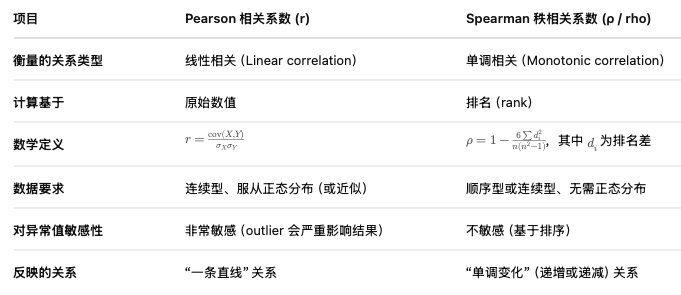 项目 Pearson 相关系数 (r) Spearman 秩相关系数 (ρ / rho)
衡量的关系类型 线性相关（Linear correlation） 单调相关（Monotonic correlation）
计算基于 原始数值 排名（rank）
数学定义 r = cov(X,Y) / σXσY ρ = 1 − 6∑d_i^2 / n(n^2−1)，其中 d_i 为排名差
数据要求 连续型、服从正态分布（或近似） 顺序型或连续型、无需正态分布
对异常值敏感性 非常敏感（outlier 会严重影响结果） 不敏感（基于排序）
反映的关系 “一条直线”关系 “单调变化”（递增或递减）关系